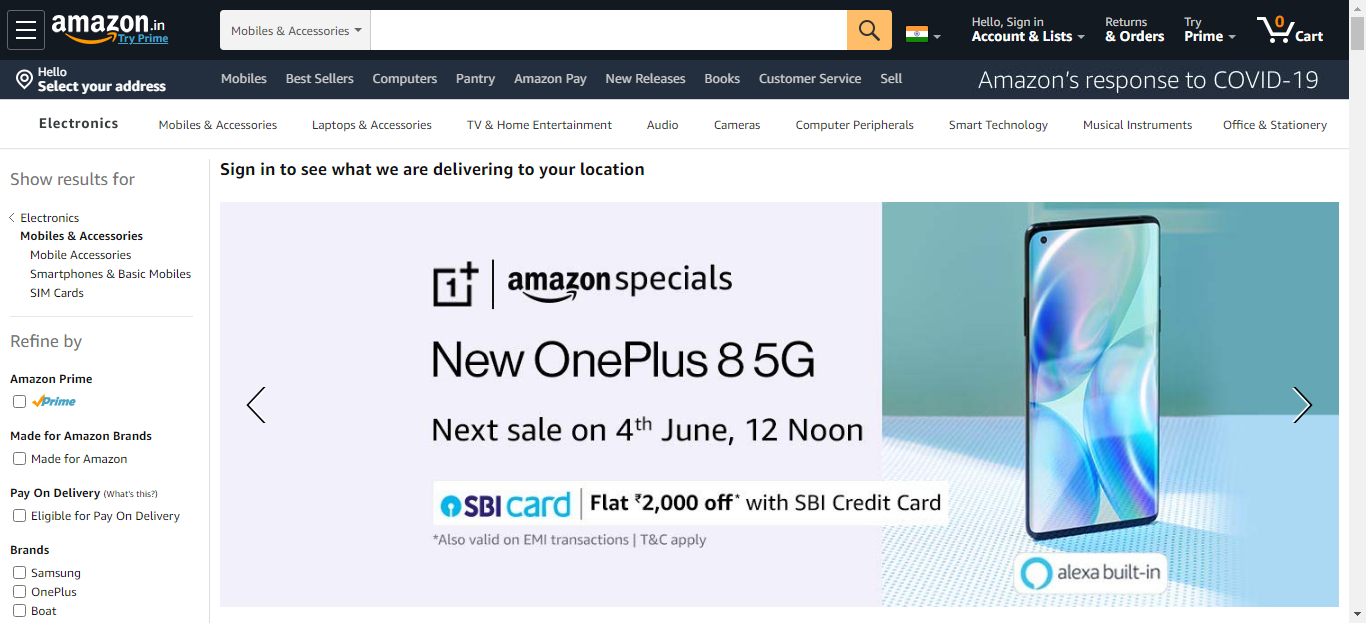 amazon.in
Try Prime
Mobiles & Accessories
Hello, Sign in
Account & Lists
Returns
& Orders
Try
Prime
0
Cart
Hello
Select your address
Mobiles Best Sellers Computers Pantry Amazon Pay New Releases Books Customer Service Sell
Amazon's response to COVID-19
Electronics Mobiles & Accessories Laptops & Accessories TV & Home Entertainment Audio Cameras Computer Peripherals Smart Technology Musical Instruments Office & Stationery
Show results for
Electronics
Mobiles & Accessories
Mobile Accessories
Smartphones & Basic Mobiles
SIM Cards
Refine by
Amazon Prime
Prime
Made for Amazon Brands
Made for Amazon
Pay On Delivery (What's this?)
Eligible for Pay On Delivery
Brands
Samsung
OnePlus
Boat
Sign in to see what we are delivering to your location
1+ | amazon specials
New OnePlus 8 5G
Next sale on 4th June, 12 Noon
SBI card | Flat ₹2,000 off* with SBI Credit Card
*Also valid on EMI transactions | T&C apply
alexa built-in